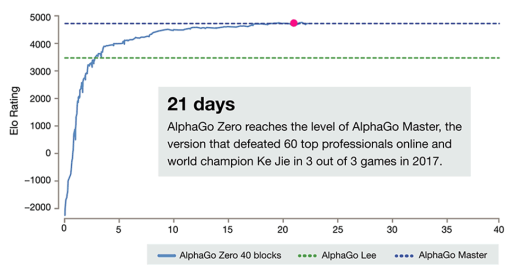 5000
4000
3000
2000
1000
0
−1000
−2000
Elo Rating
21 days
AlphaGo Zero reaches the level of AlphaGo Master, the
version that defeated 60 top professionals online and
world champion Ke Jie in 3 out of 3 games in 2017.
0 5 10 15 20 25 30 35 40
AlphaGo Zero 40 blocks AlphaGo Lee AlphaGo Master